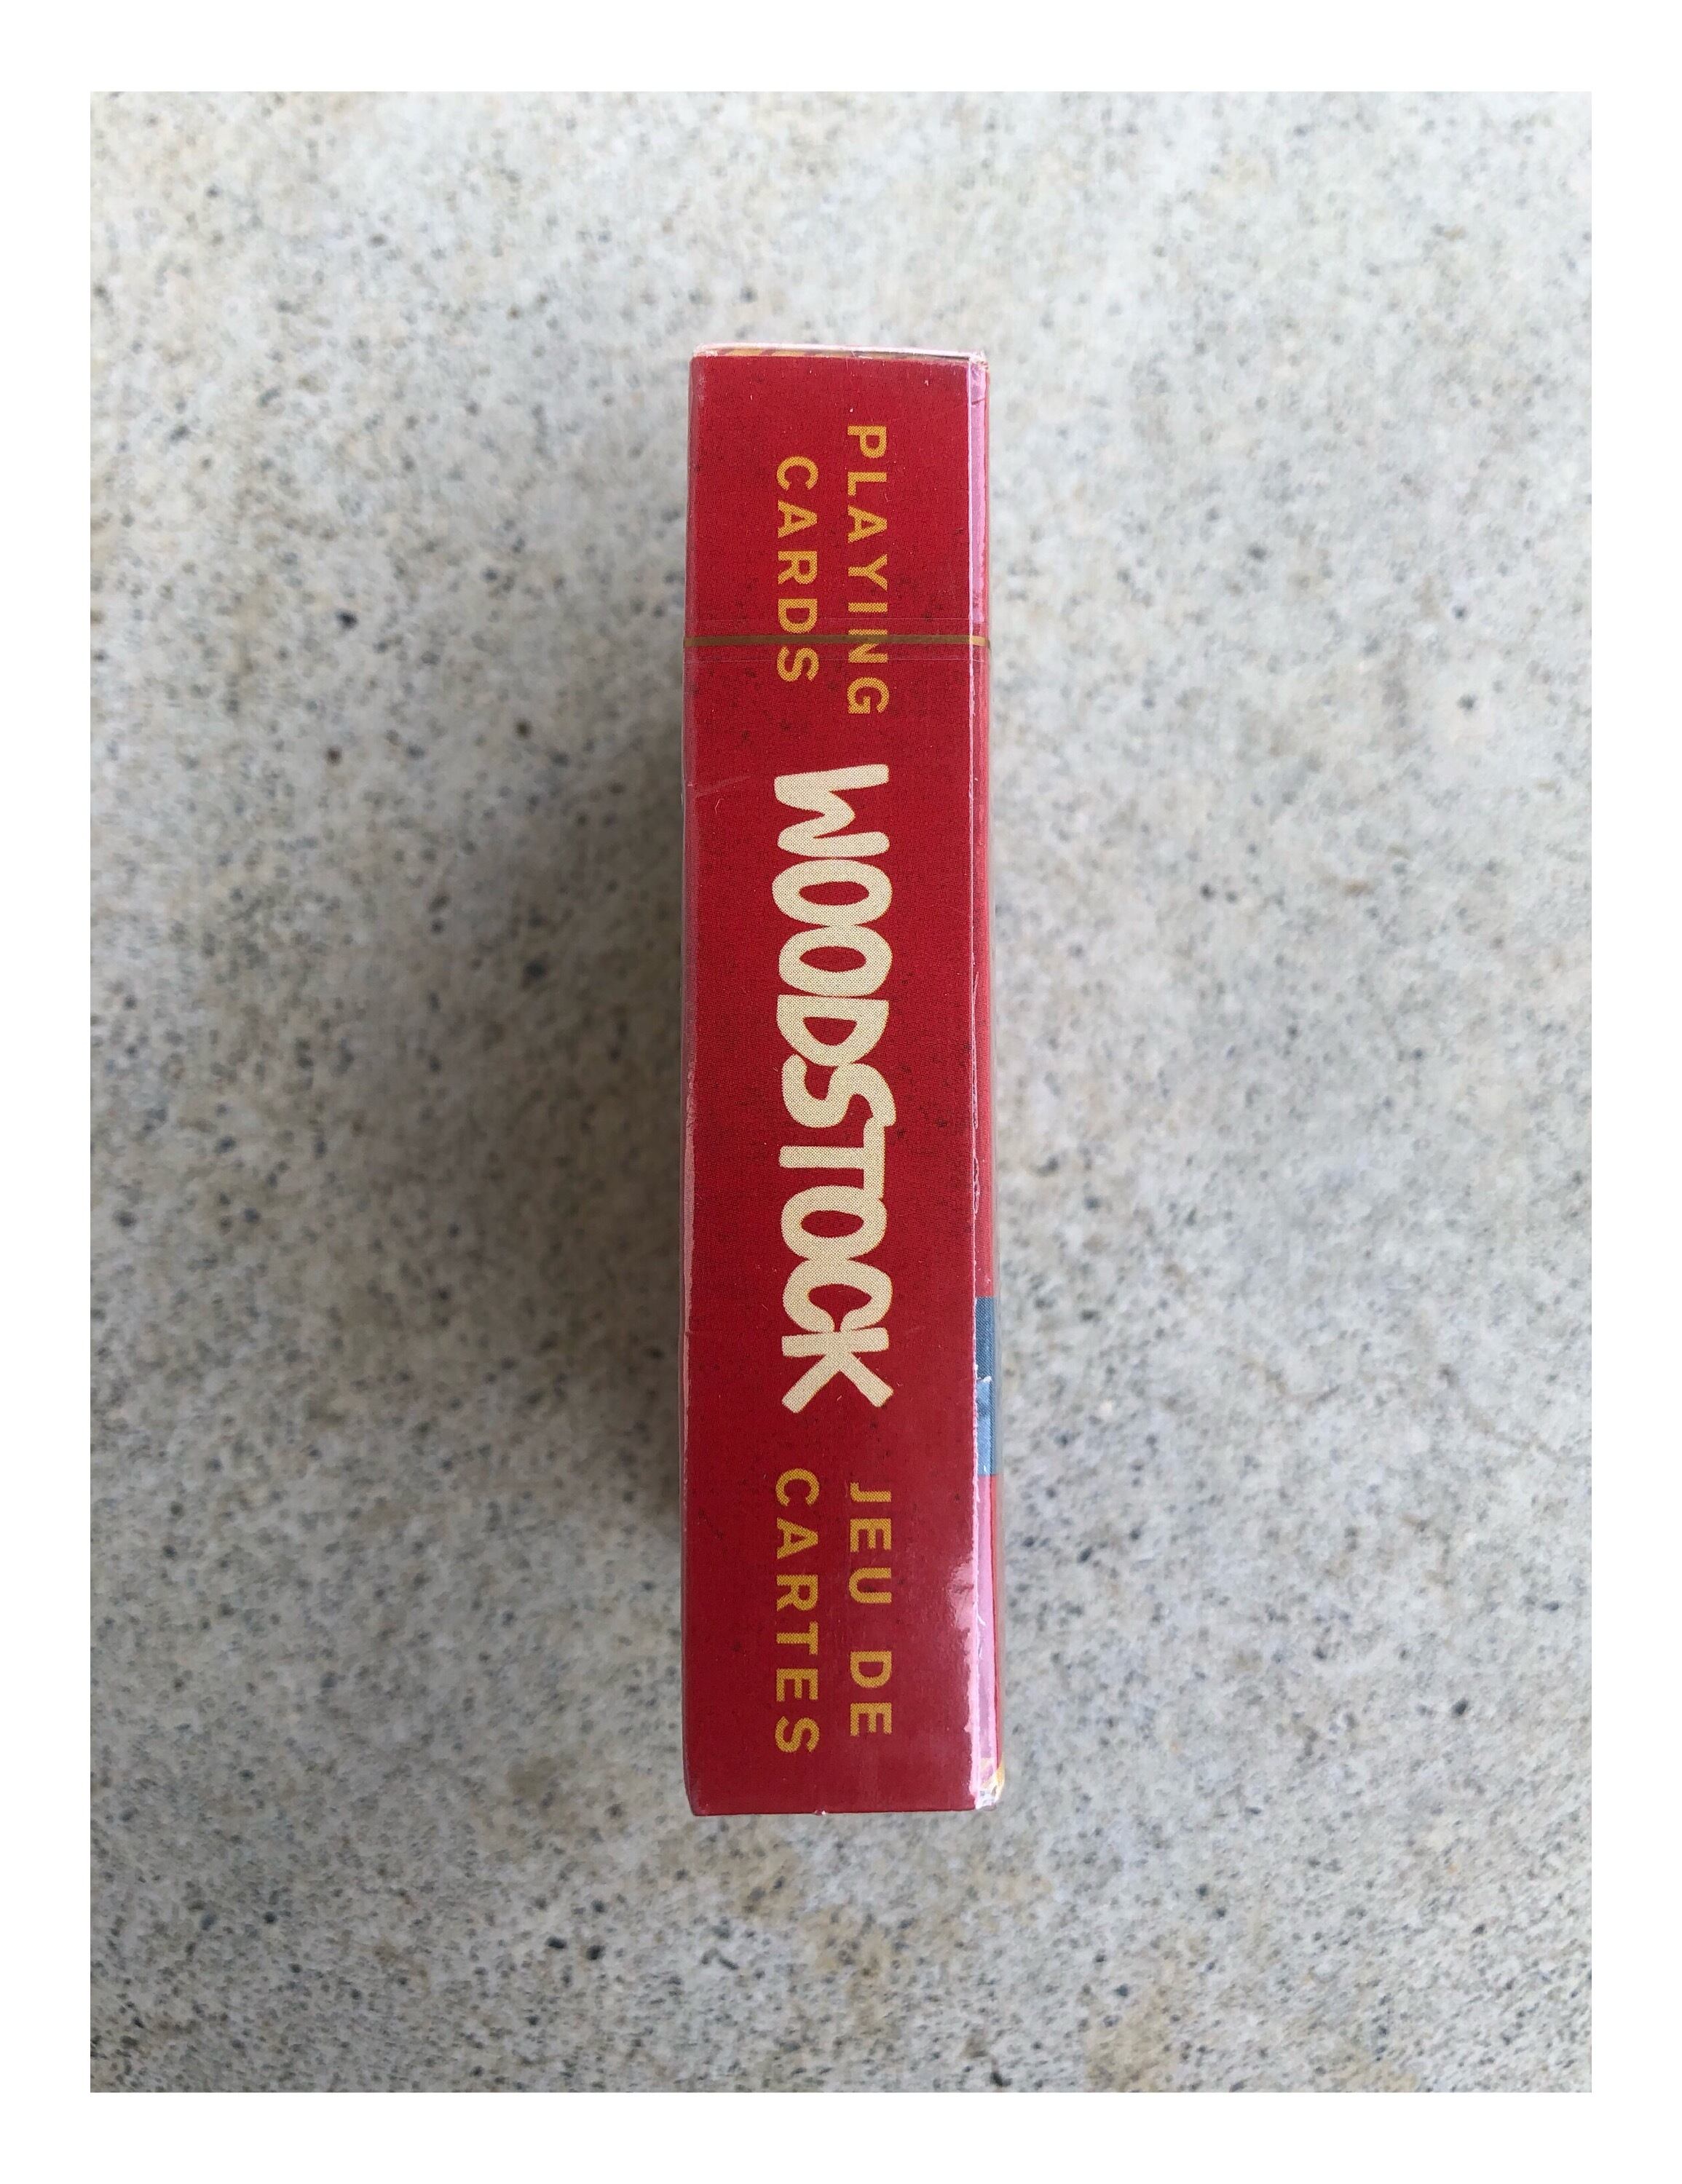 PLAYING
CARDS
WOODSTOCK
JEU DE
CARTES